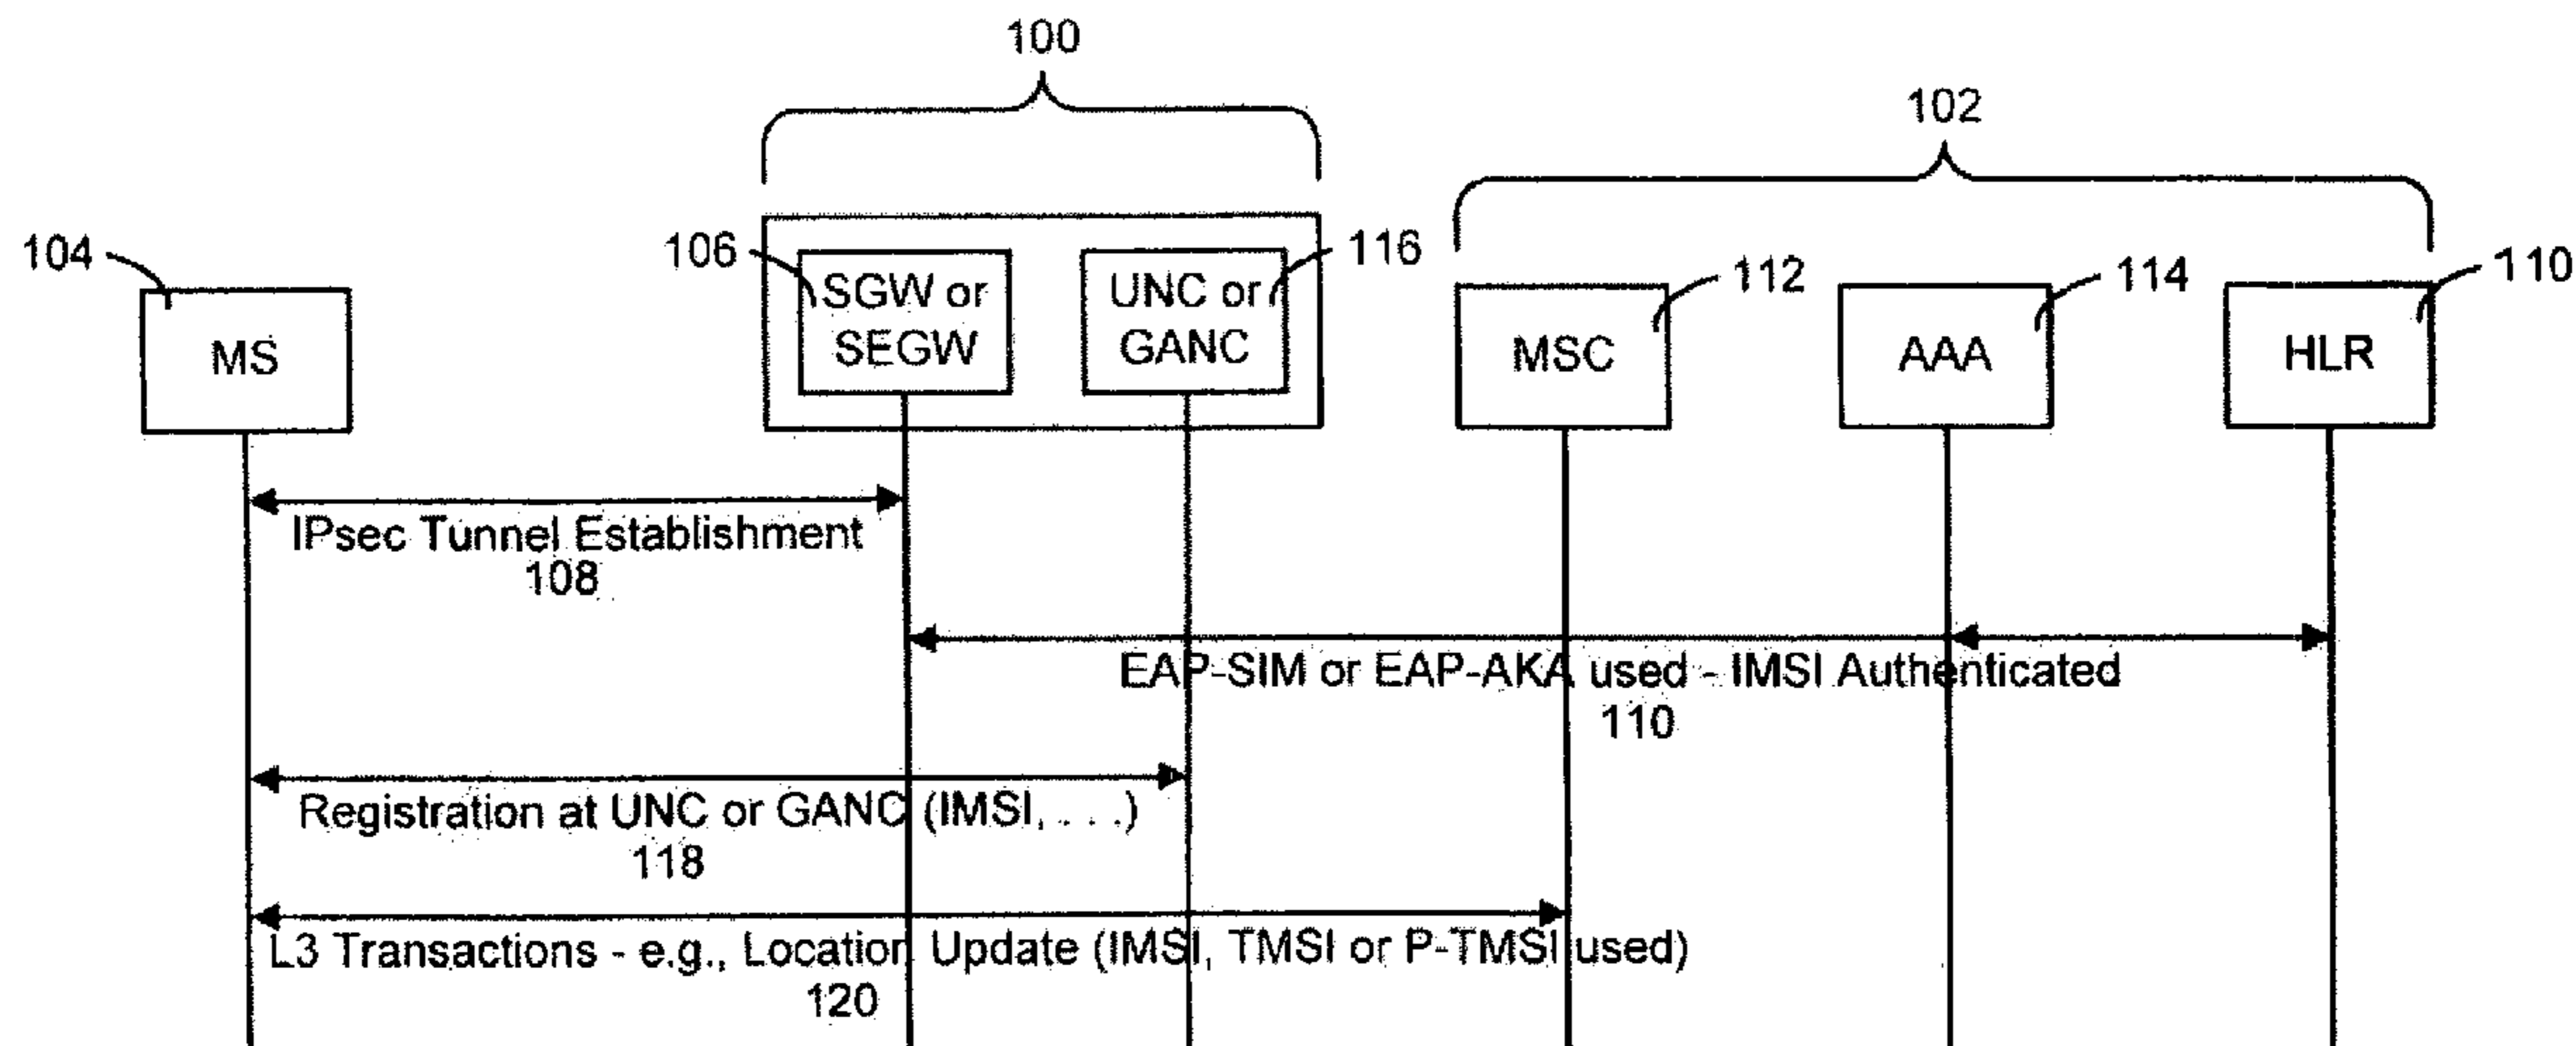 100
102
104
106
116
112
114
110
MS
SGW or
SEGW
UNC or
GANC
MSC
AAA
HLR
IPsec Tunnel Establishment
108
EAP-SIM or EAP-AKA used - IMSI Authenticated
110
Registration at UNC or GANC (IMSI, . . .)
118
L3 Transactions - e.g., Location Update (IMSI, TMSI or P-TMSI used)
120